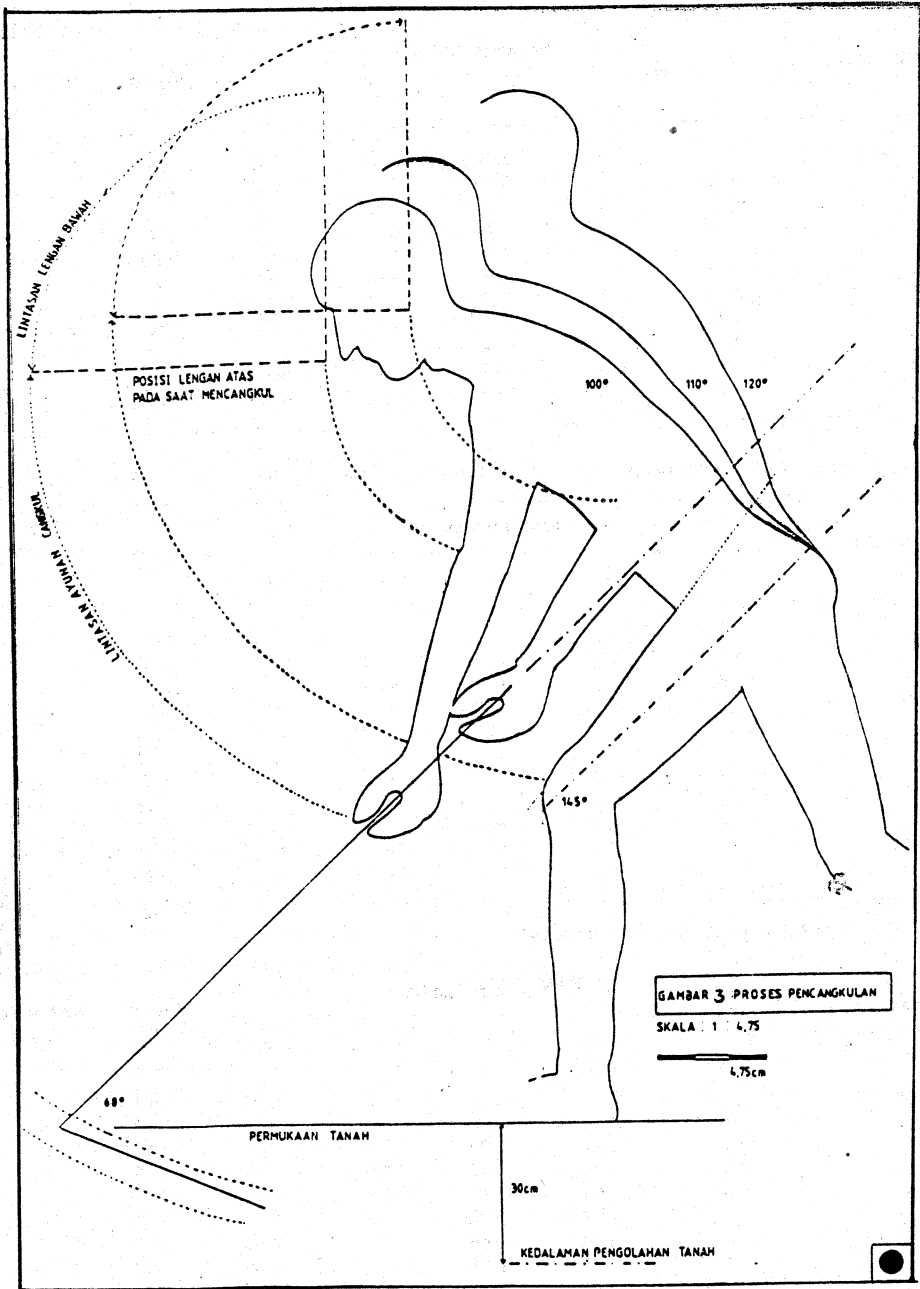 LINTASAN LENGAN BAWAH
POSISI LENGAN ATAS
PADA SAAT MENCANGKUL
100°
110°
120°
LINTASAN AYUNAN CANGKUL
145°
GAMBAR 3 PROSES PENCANGKULAN
SKALA : 1 : 4,75
4,75cm
68°
PERMUKAAN TANAH
30cm
KEDALAMAN PENGOLAHAN TANAH